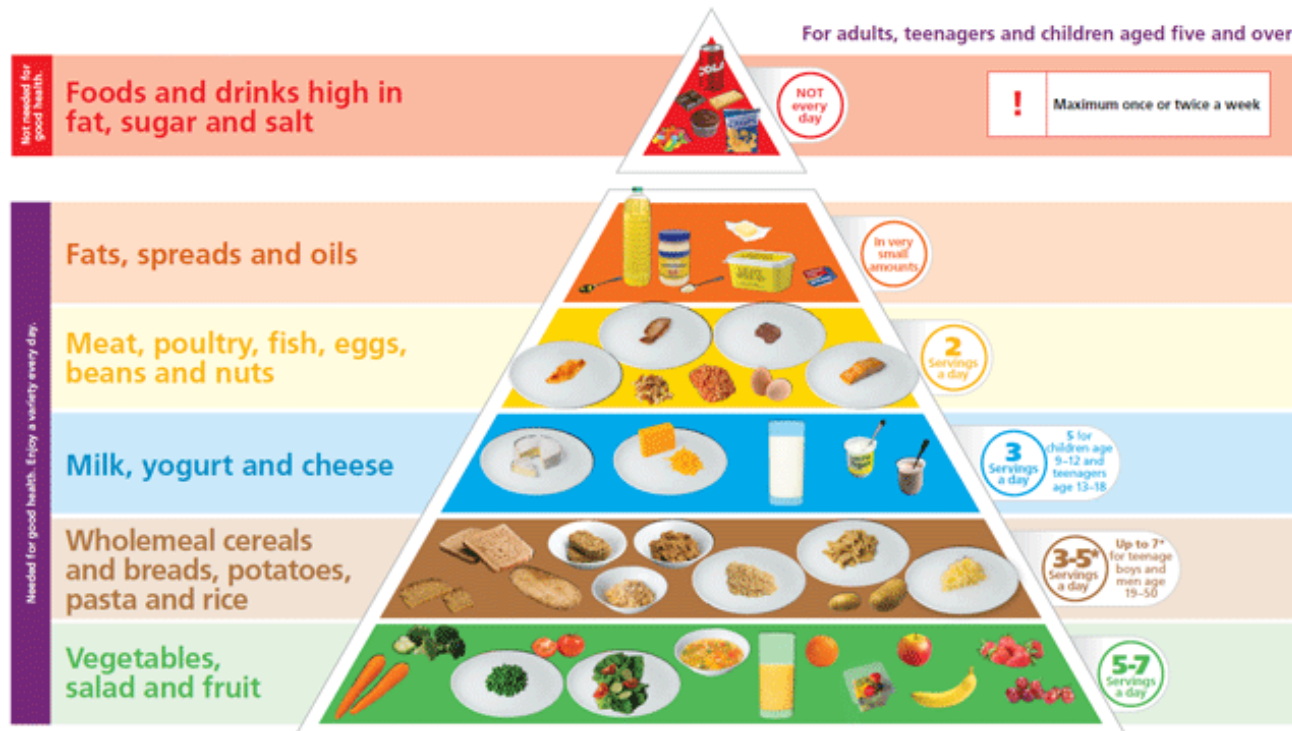 For adults, teenagers and children aged five and over
Not needed for
good health.
Foods and drinks high in
fat, sugar and salt
COLA
NOT
every
day
!
Maximum once or twice a week
Needed for good health. Enjoy a variety every day.
Fats, spreads and oils
In very
small
amounts
Meat, poultry, fish, eggs,
beans and nuts
2
Servings
a day
Milk, yogurt and cheese
3
Servings
a day
5 for
children age
9–12 and
teenagers
age 13–18
Wholemeal cereals
and breads, potatoes,
pasta and rice
3-5*
Servings
a day
Up to 7*
for teenage
boys and
men age
19–50
Vegetables,
salad and fruit
5-7
Servings
a day